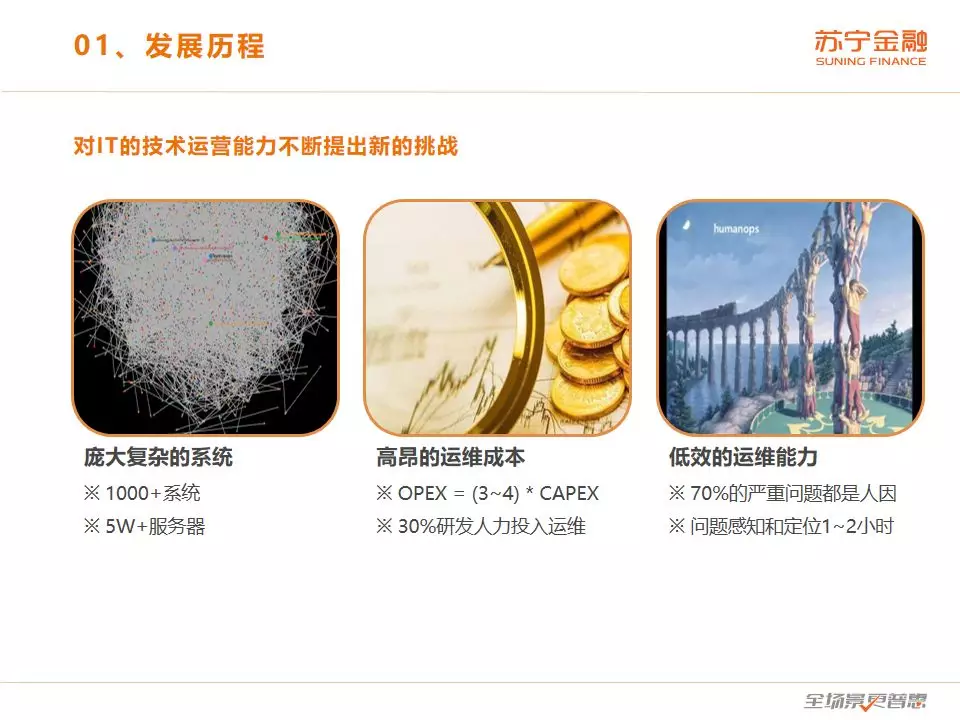 01、发展历程
苏宁金融
SUNING FINANCE
对IT的技术运营能力不断提出新的挑战
humanops
庞大复杂的系统
※ 1000+系统
※ 5W+服务器
高昂的运维成本
※ OPEX = (3~4) * CAPEX
※ 30%研发人力投入运维
低效的运维能力
※ 70%的严重问题都是人因
※ 问题感知和定位1~2小时
全场景更普惠